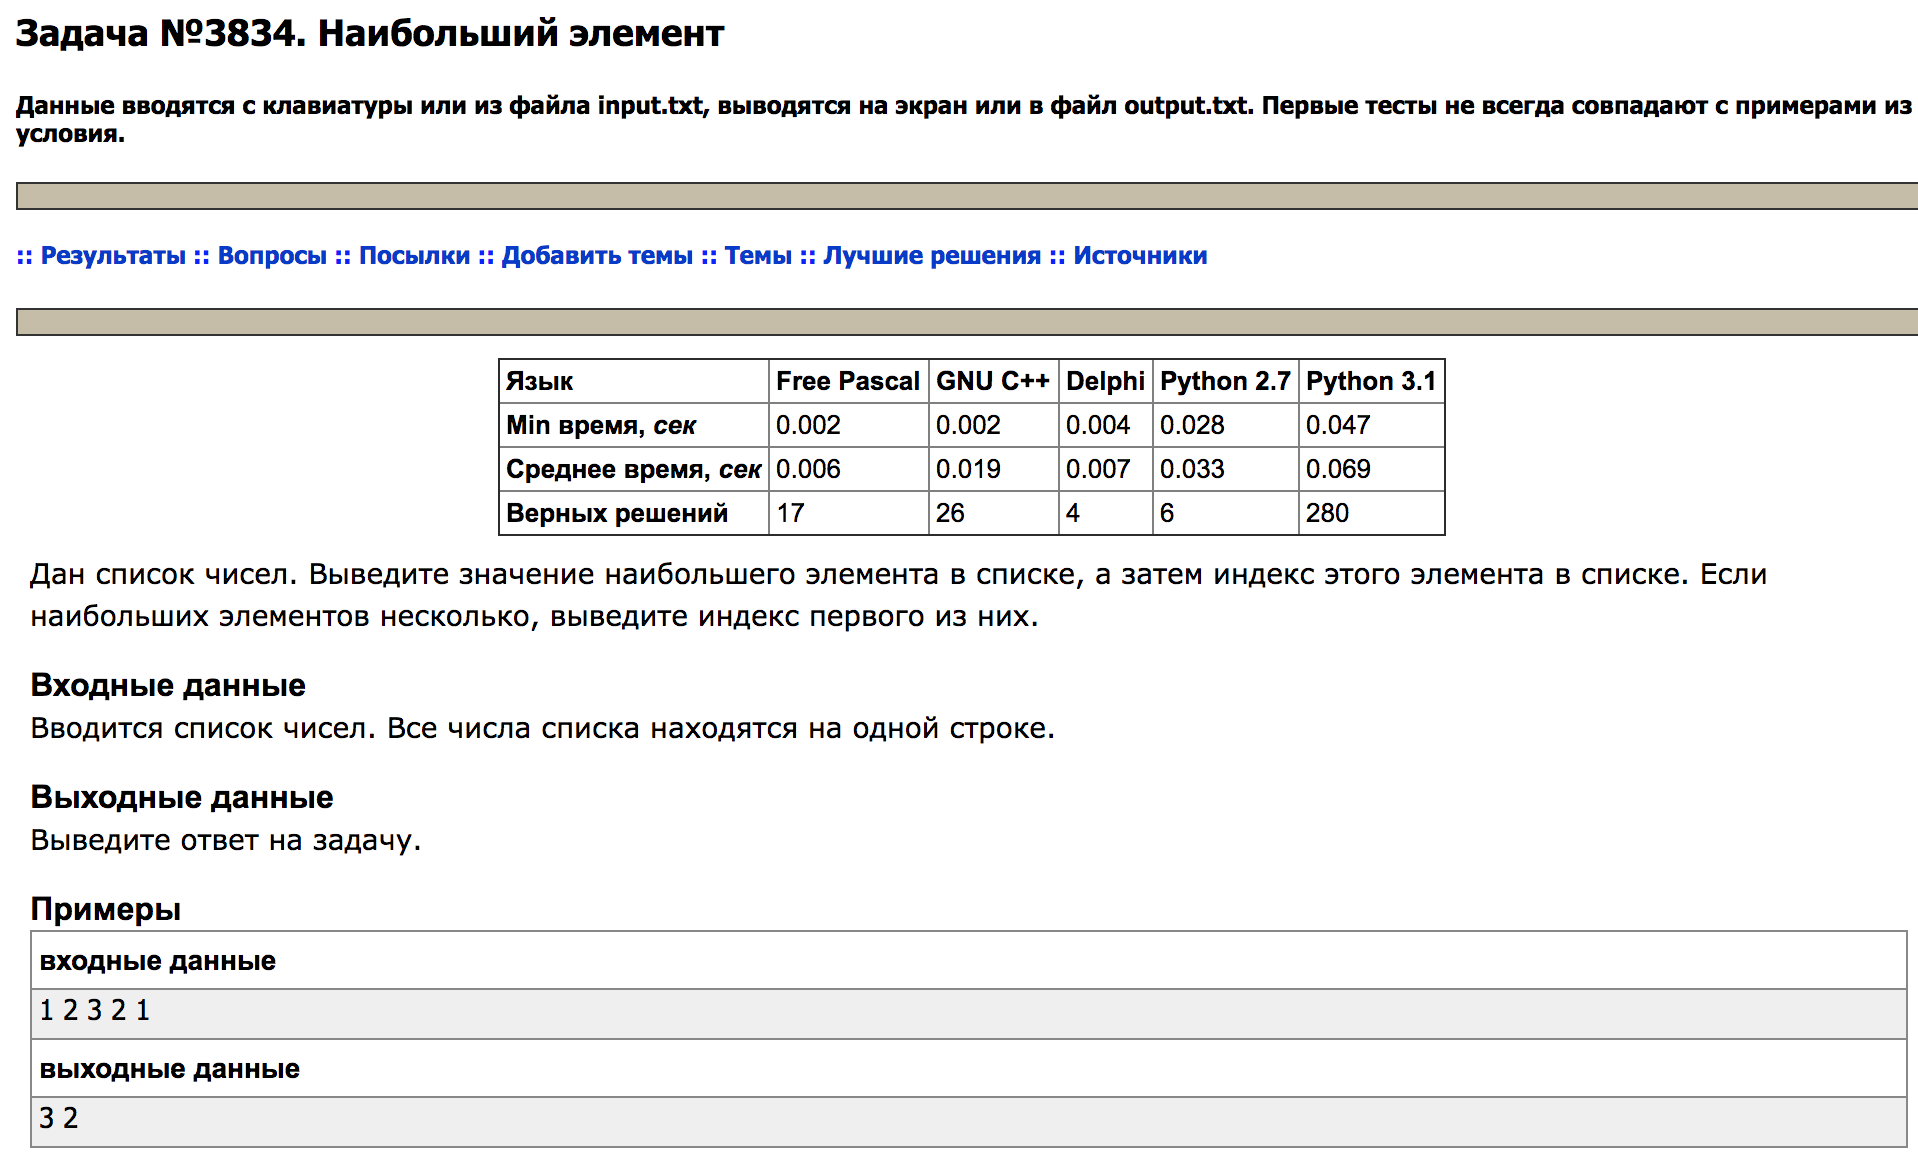 Задача №3834. Наибольший элемент
Данные вводятся с клавиатуры или из файла input.txt, выводятся на экран или в файл output.txt. Первые тесты не всегда совпадают с примерами из
условия.
:: Результаты :: Вопросы :: Посылки :: Добавить темы :: Темы :: Лучшие решения :: Источники
Язык Free Pascal GNU C++ Delphi Python 2.7 Python 3.1
Min время, сек 0.002 0.002 0.004 0.028 0.047
Среднее время, сек 0.006 0.019 0.007 0.033 0.069
Верных решений 17 26 4 6 280
Дан список чисел. Выведите значение наибольшего элемента в списке, а затем индекс этого элемента в списке. Если
наибольших элементов несколько, выведите индекс первого из них.
Входные данные
Вводится список чисел. Все числа списка находятся на одной строке.
Выходные данные
Выведите ответ на задачу.
Примеры
входные данные
1 2 3 2 1
выходные данные
3 2